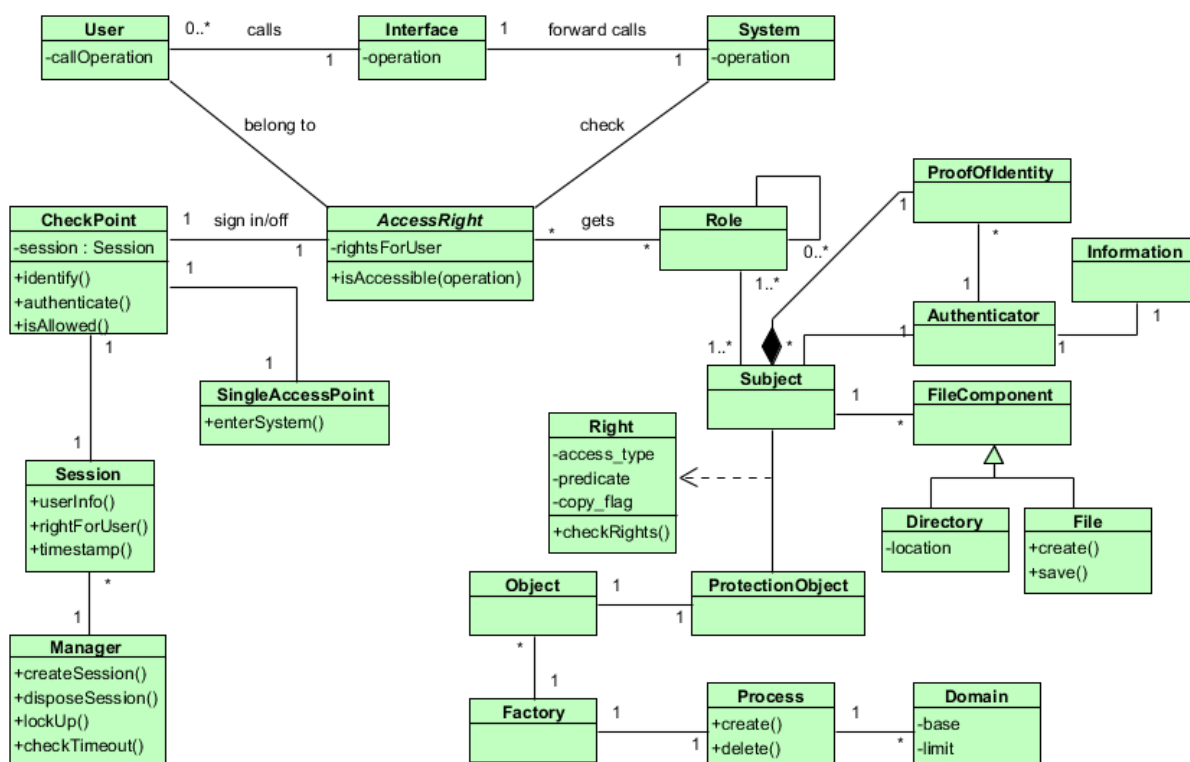 User
-callOperation
0..*
calls
1
Interface
-operation
1
forward calls
1
System
-operation
belong to
check
CheckPoint
-session : Session
+identify()
+authenticate()
+isAllowed()
1
sign in/off
1
AccessRight
-rightsForUser
+isAccessible(operation)
*
gets
*
Role
0..*
1..*
1..*
ProofOfIdentity
1
*
*
1
Information
1
Authenticator
1
1
1
1
SingleAccessPoint
+enterSystem()
Subject
1
*
FileComponent
Right
-access_type
-predicate
-copy_flag
+checkRights()
Directory
-location
File
+create()
+save()
1
1
Session
+userInfo()
+rightForUser()
+timestamp()
*
1
Manager
+createSession()
+disposeSession()
+lockUp()
+checkTimeout()
Object
1
1
ProtectionObject
*
1
Factory
1
1
Process
+create()
+delete()
1
*
Domain
-base
-limit